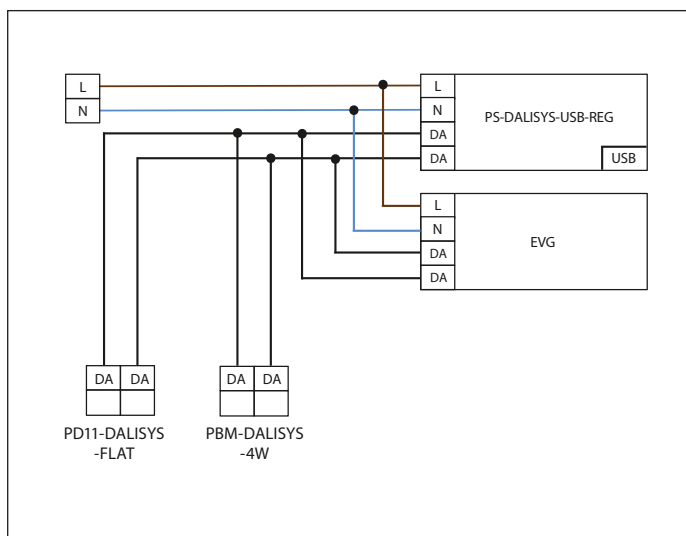 L
N
L
N
DA
DA
PS-DALISYS-USB-REG
USB
L
N
DA
DA
EVG
DA DA
PD11-DALISYS
-FLAT
DA DA
PBM-DALISYS
-4W